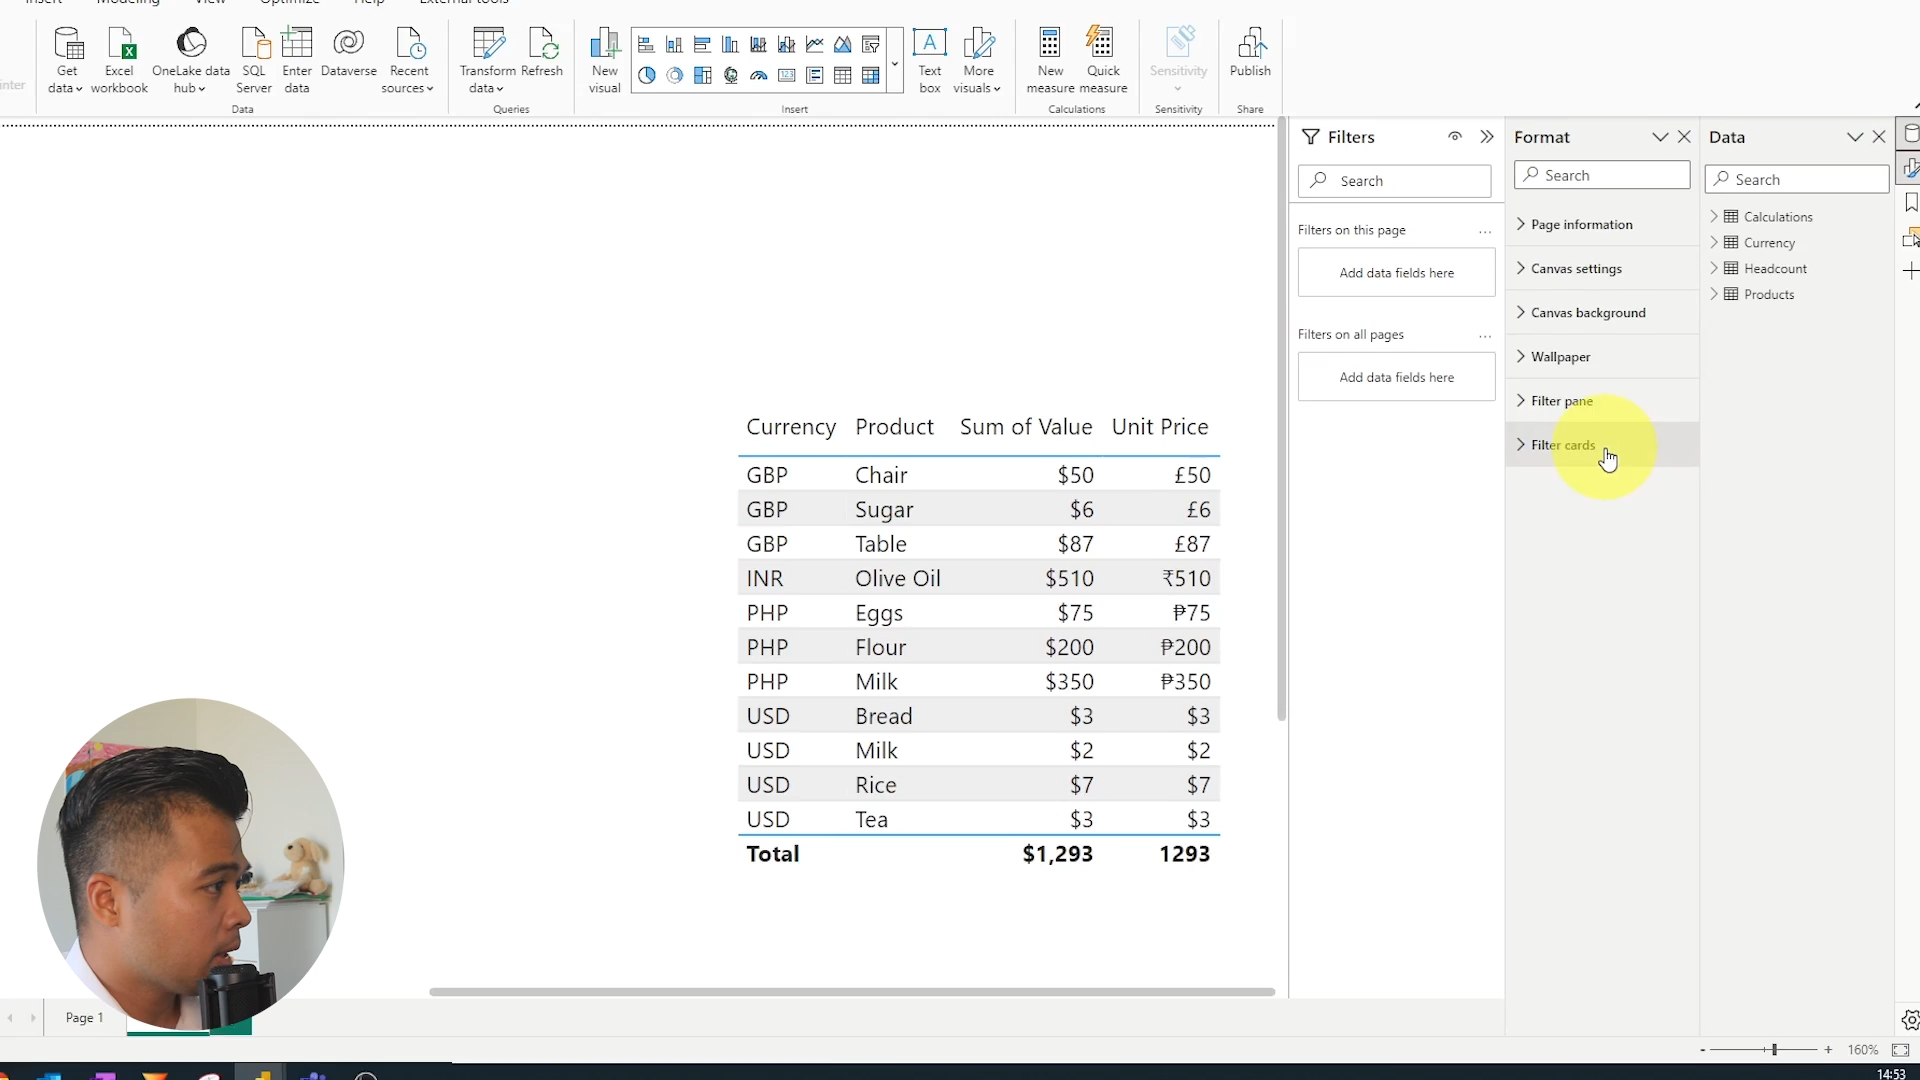 Insert Modeling View Optimize Help External tools
Get data
Excel workbook
OneLake data hub
SQL Server
Enter data
Dataverse
Recent sources
Data
Transform data
Refresh
Queries
New visual
Insert
Text box
More visuals
New measure
Quick measure
Calculations
Sensitivity
Sensitivity
Publish
Share
Filters
Search
Filters on this page ...
Add data fields here
Filters on all pages ...
Add data fields here
Format
Search
Page information
Canvas settings
Canvas background
Wallpaper
Filter pane
Filter cards
Data
Search
Calculations
Currency
Headcount
Products
Currency Product Sum of Value Unit Price
GBP Chair $50 £50
GBP Sugar $6 £6
GBP Table $87 £87
INR Olive Oil $510 ₹510
PHP Eggs $75 ₱75
PHP Flour $200 ₱200
PHP Milk $350 ₱350
USD Bread $3 $3
USD Milk $2 $2
USD Rice $7 $7
USD Tea $3 $3
Total $1,293 1293
Page 1
- + 160%
14:53